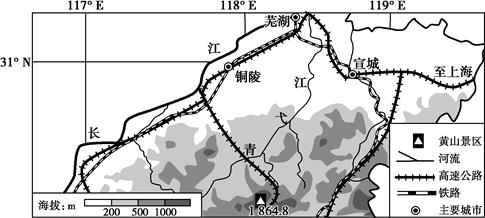 117°E
118°E
119°E
芜湖
江
宣城
31°N
铜陵
江
至上海
长
弋
青
黄山景区
河流
高速公路
铁路
主要城市
海拔：m
200 500 1000
1 864.8